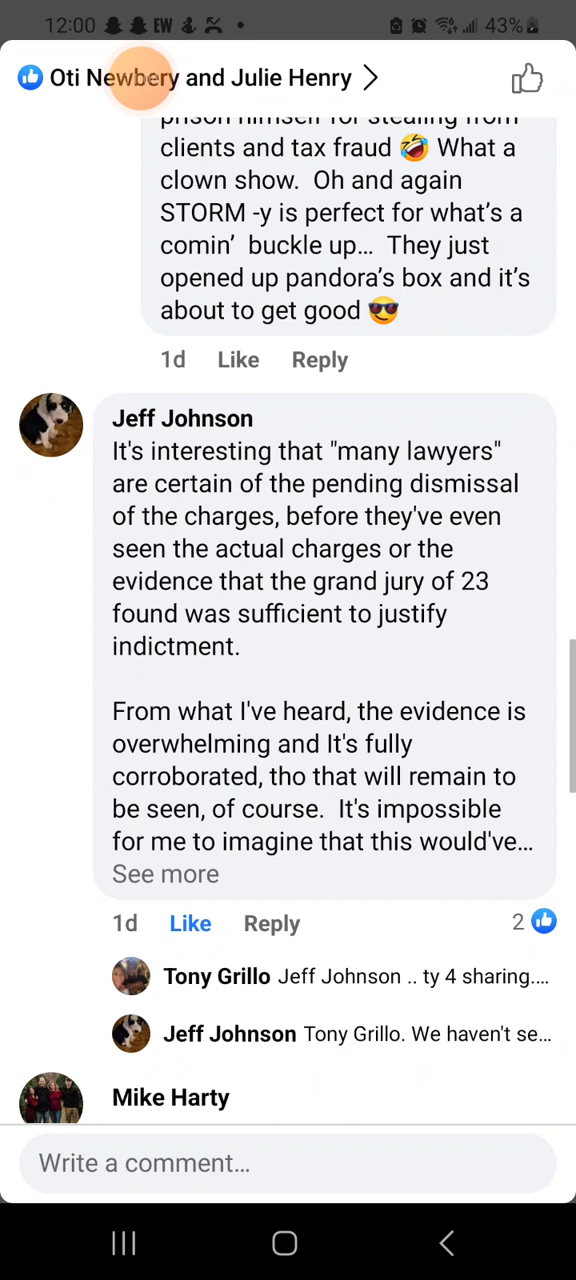 12:00 EW 43%
Oti Newbery and Julie Henry
prison himself for stealing from
clients and tax fraud 🤣 What a
clown show.  Oh and again
STORM -y is perfect for what's a
comin'  buckle up...  They just
opened up pandora's box and it's
about to get good 😎
1d Like Reply
Jeff Johnson
It's interesting that "many lawyers"
are certain of the pending dismissal
of the charges, before they've even
seen the actual charges or the
evidence that the grand jury of 23
found was sufficient to justify
indictment.
From what I've heard, the evidence is
overwhelming and It's fully
corroborated, tho that will remain to
be seen, of course.  It's impossible
for me to imagine that this would've...
See more
1d Like Reply 2
Tony Grillo Jeff Johnson .. ty 4 sharing....
Jeff Johnson Tony Grillo. We haven't se...
Mike Harty
Write a comment...